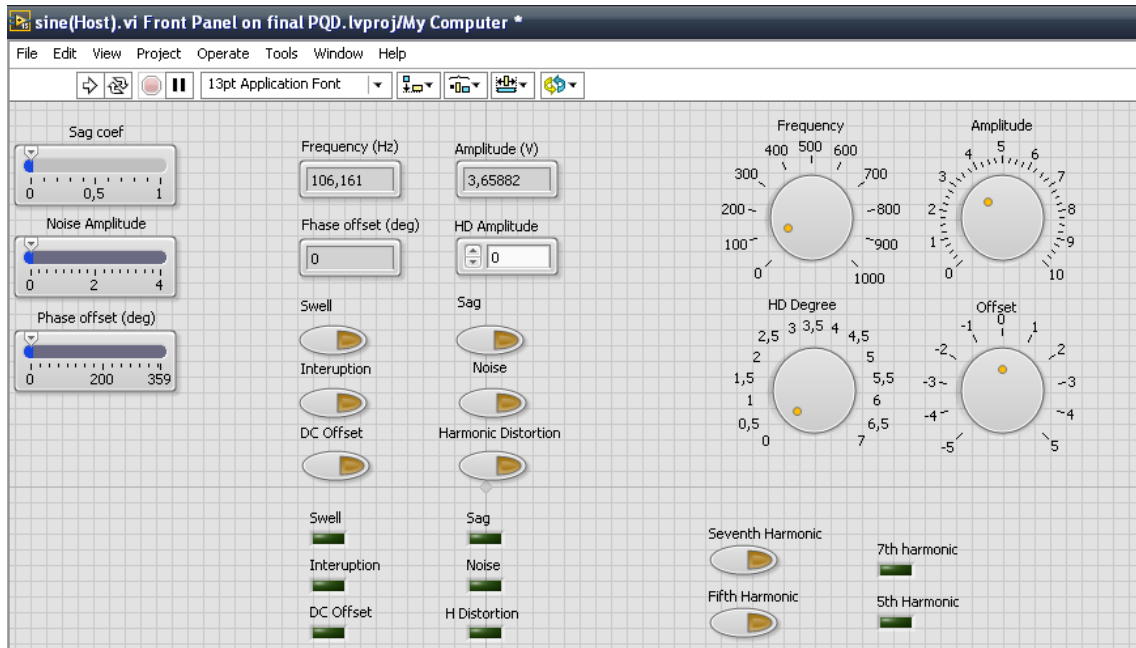 sine(Host).vi Front Panel on final PQD.lvproj/My Computer *
File Edit View Project Operate Tools Window Help
13pt Application Font
Sag coef
0 0,5 1
Noise Amplitude
0 2 4
Phase offset (deg)
0 200 359
Frequency (Hz) Amplitude (V)
106,161 3,65882
Fhase offset (deg) HD Amplitude
0 0
Swell Sag
Interuption Noise
DC Offset Harmonic Distortion
Swell Sag
Interuption Noise
DC Offset H Distortion
Frequency
0 100 200 300 400 500 600 700 800 900 1000
Amplitude
0 1 2 3 4 5 6 7 8 9 10
HD Degree
0 0,5 1 1,5 2 2,5 3 3,5 4 4,5 5 5,5 6 6,5 7
Offset
-5 -4 -3 -2 -1 0 1 2 3 4 5
Seventh Harmonic 7th harmonic
Fifth Harmonic 5th Harmonic